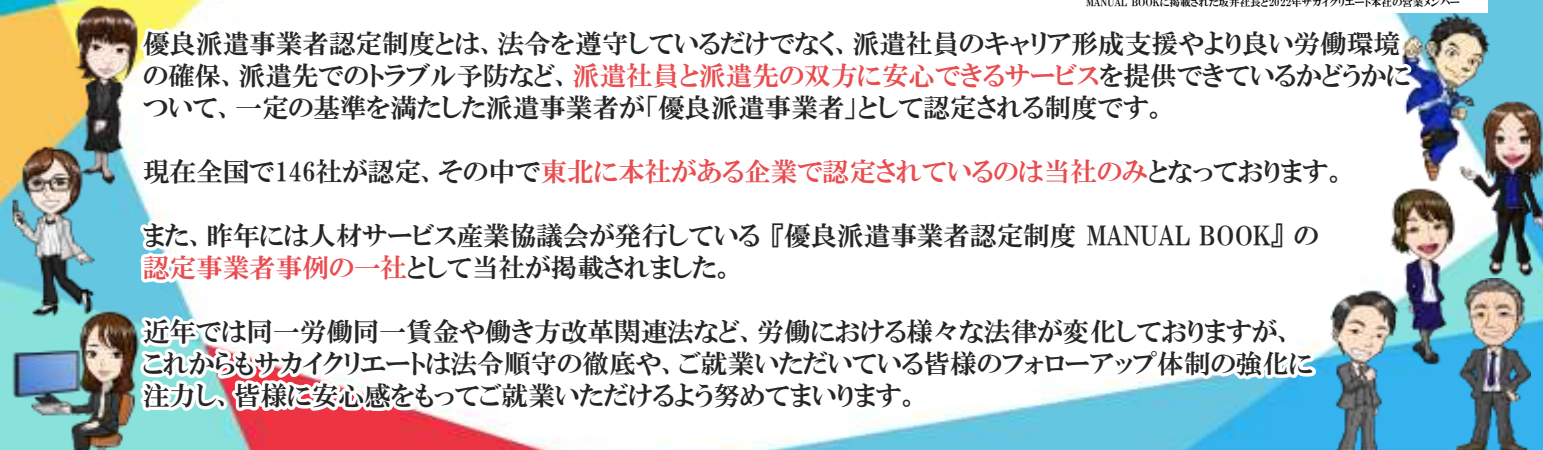 MANUAL BOOKに掲載された坂井社長と2022年サカイクリエート本社の営業メンバー
優良派遣事業者認定制度とは、法令を遵守しているだけでなく、派遣社員のキャリア形成支援やより良い労働環境
の確保、派遣先でのトラブル予防など、派遣社員と派遣先の双方に安心できるサービスを提供できているかどうかに
ついて、一定の基準を満たした派遣事業者が「優良派遣事業者」として認定される制度です。
現在全国で146社が認定、その中で東北に本社がある企業で認定されているのは当社のみとなっております。
また、昨年には人材サービス産業協議会が発行している『優良派遣事業者認定制度 MANUAL BOOK』の
認定事業者事例の一社として当社が掲載されました。
近年では同一労働同一賃金や働き方改革関連法など、労働における様々な法律が変化しておりますが、
これからもサカイクリエートは法令順守の徹底や、ご就業いただいている皆様のフォローアップ体制の強化に
注力し、皆様に安心感をもってご就業いただけるよう努めてまいります。